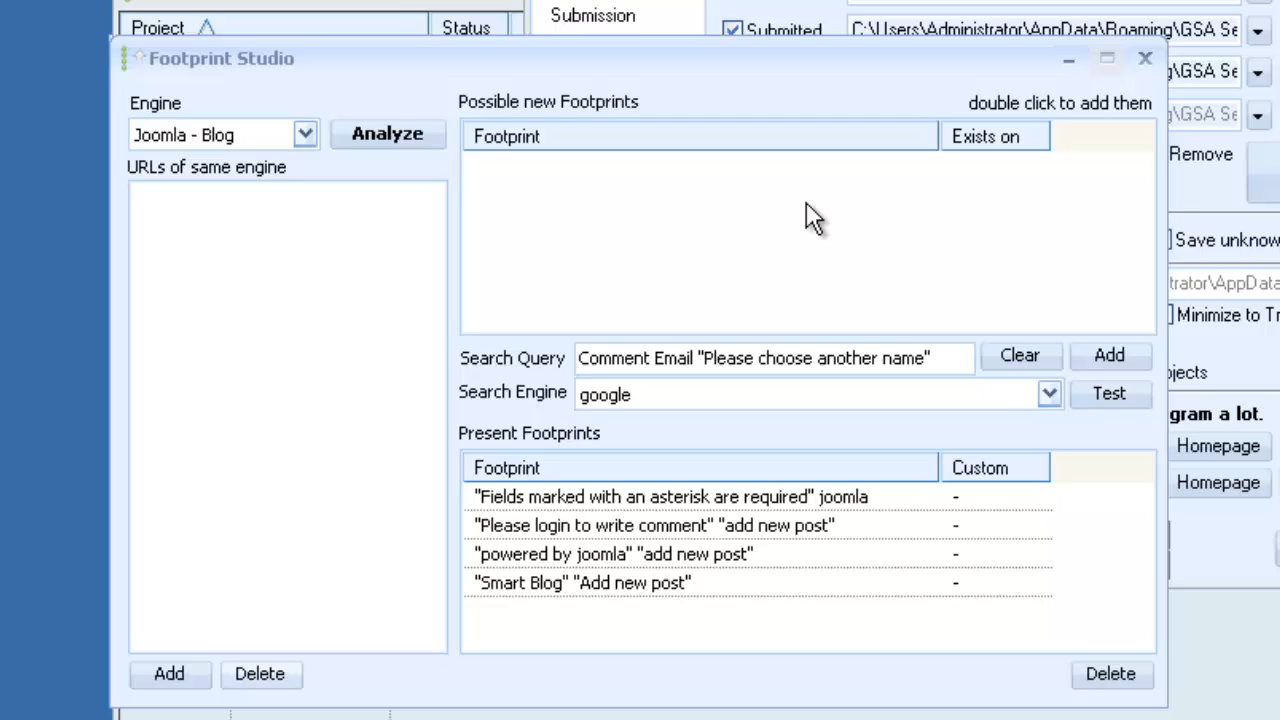 Project
Status
Submission
Submitted
C:\Users\Administrator\AppData\Roaming\GSA Se
Footprint Studio
g\GSA Se
g\GSA Se
Engine
Possible new Footprints
double click to add them
Joomla - Blog
Analyze
Footprint
Exists on
Remove
URLs of same engine
Save unknow
trator\AppData
Minimize to Tr
Search Query
Comment Email "Please choose another name"
Clear
Add
Search Engine
google
Test
ojects
Present Footprints
gram a lot.
Homepage
Footprint
Custom
Homepage
"Fields marked with an asterisk are required" joomla
-
"Please login to write comment" "add new post"
-
"powered by joomla" "add new post"
-
"Smart Blog" "Add new post"
-
Add
Delete
Delete